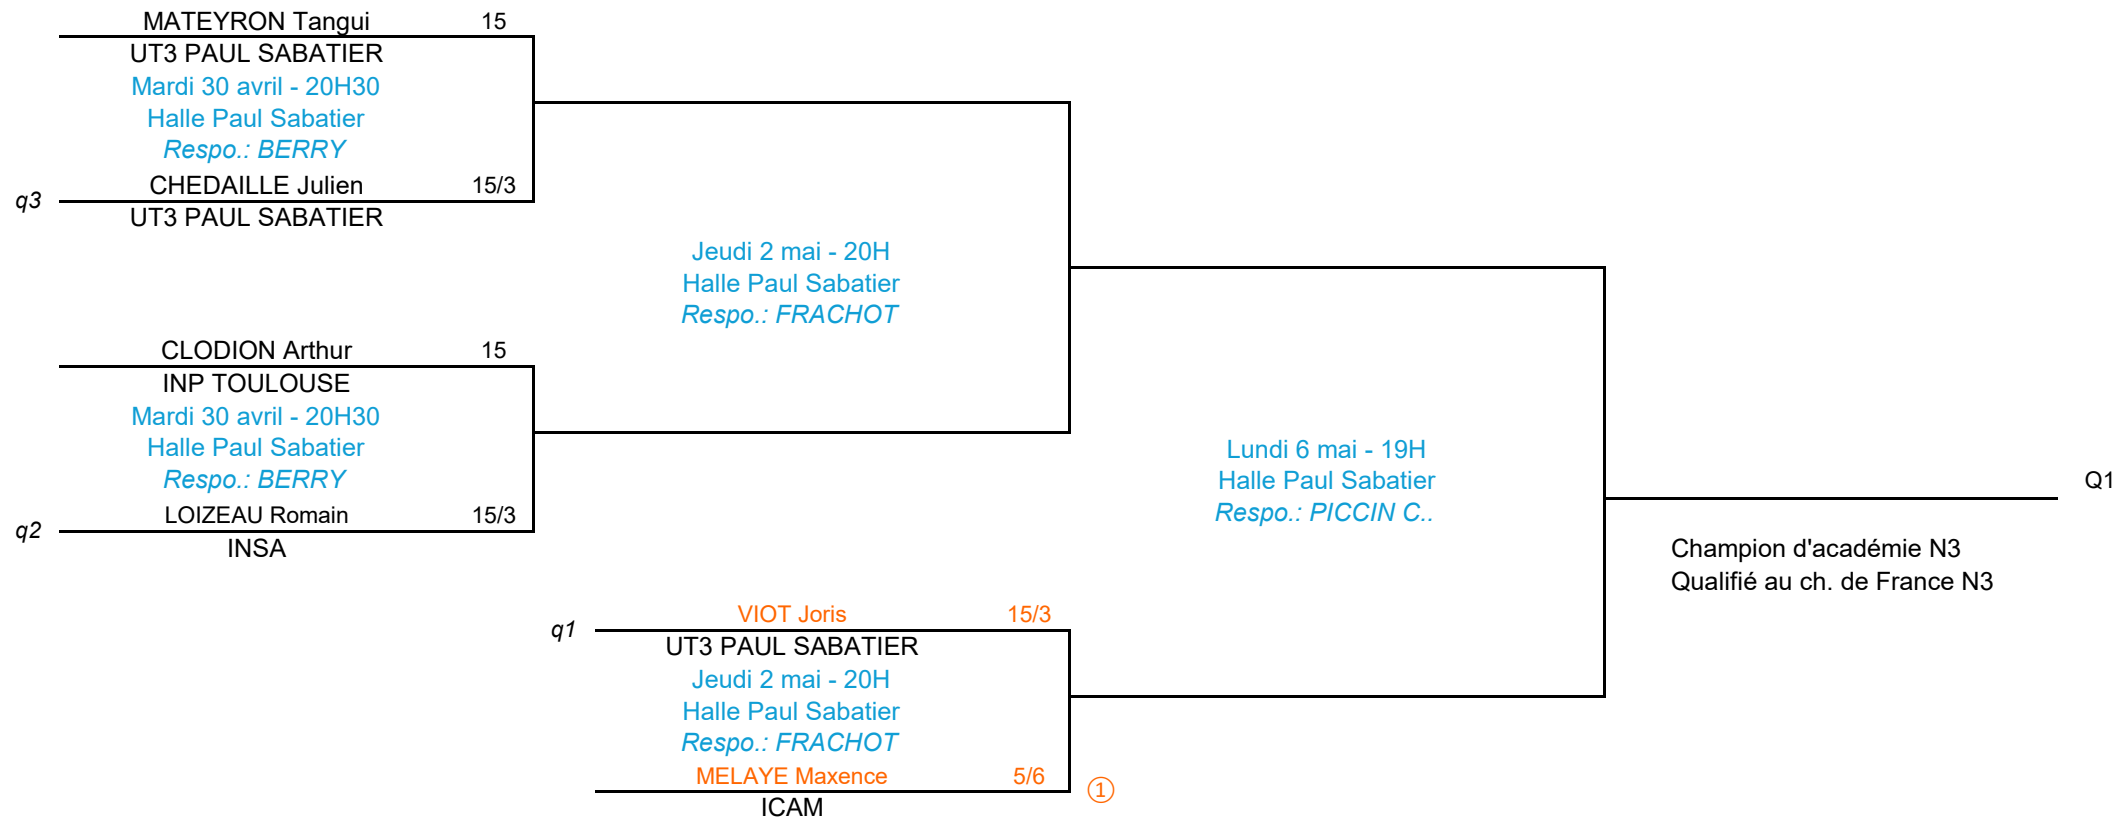 MATEYRON Tangui 15
UT3 PAUL SABATIER
Mardi 30 avril - 20H30
Halle Paul Sabatier
Respo.: BERRY
CHEDAILLE Julien 15/3
q3
UT3 PAUL SABATIER
Jeudi 2 mai - 20H
Halle Paul Sabatier
Respo.: FRACHOT
CLODION Arthur 15
INP TOULOUSE
Mardi 30 avril - 20H30
Halle Paul Sabatier
Respo.: BERRY
LOIZEAU Romain 15/3
q2
INSA
Lundi 6 mai - 19H
Halle Paul Sabatier
Respo.: PICCIN C..
Q1
Champion d'académie N3
Qualifié au ch. de France N3
VIOT Joris 15/3
q1
UT3 PAUL SABATIER
Jeudi 2 mai - 20H
Halle Paul Sabatier
Respo.: FRACHOT
MELAYE Maxence 5/6
①
ICAM